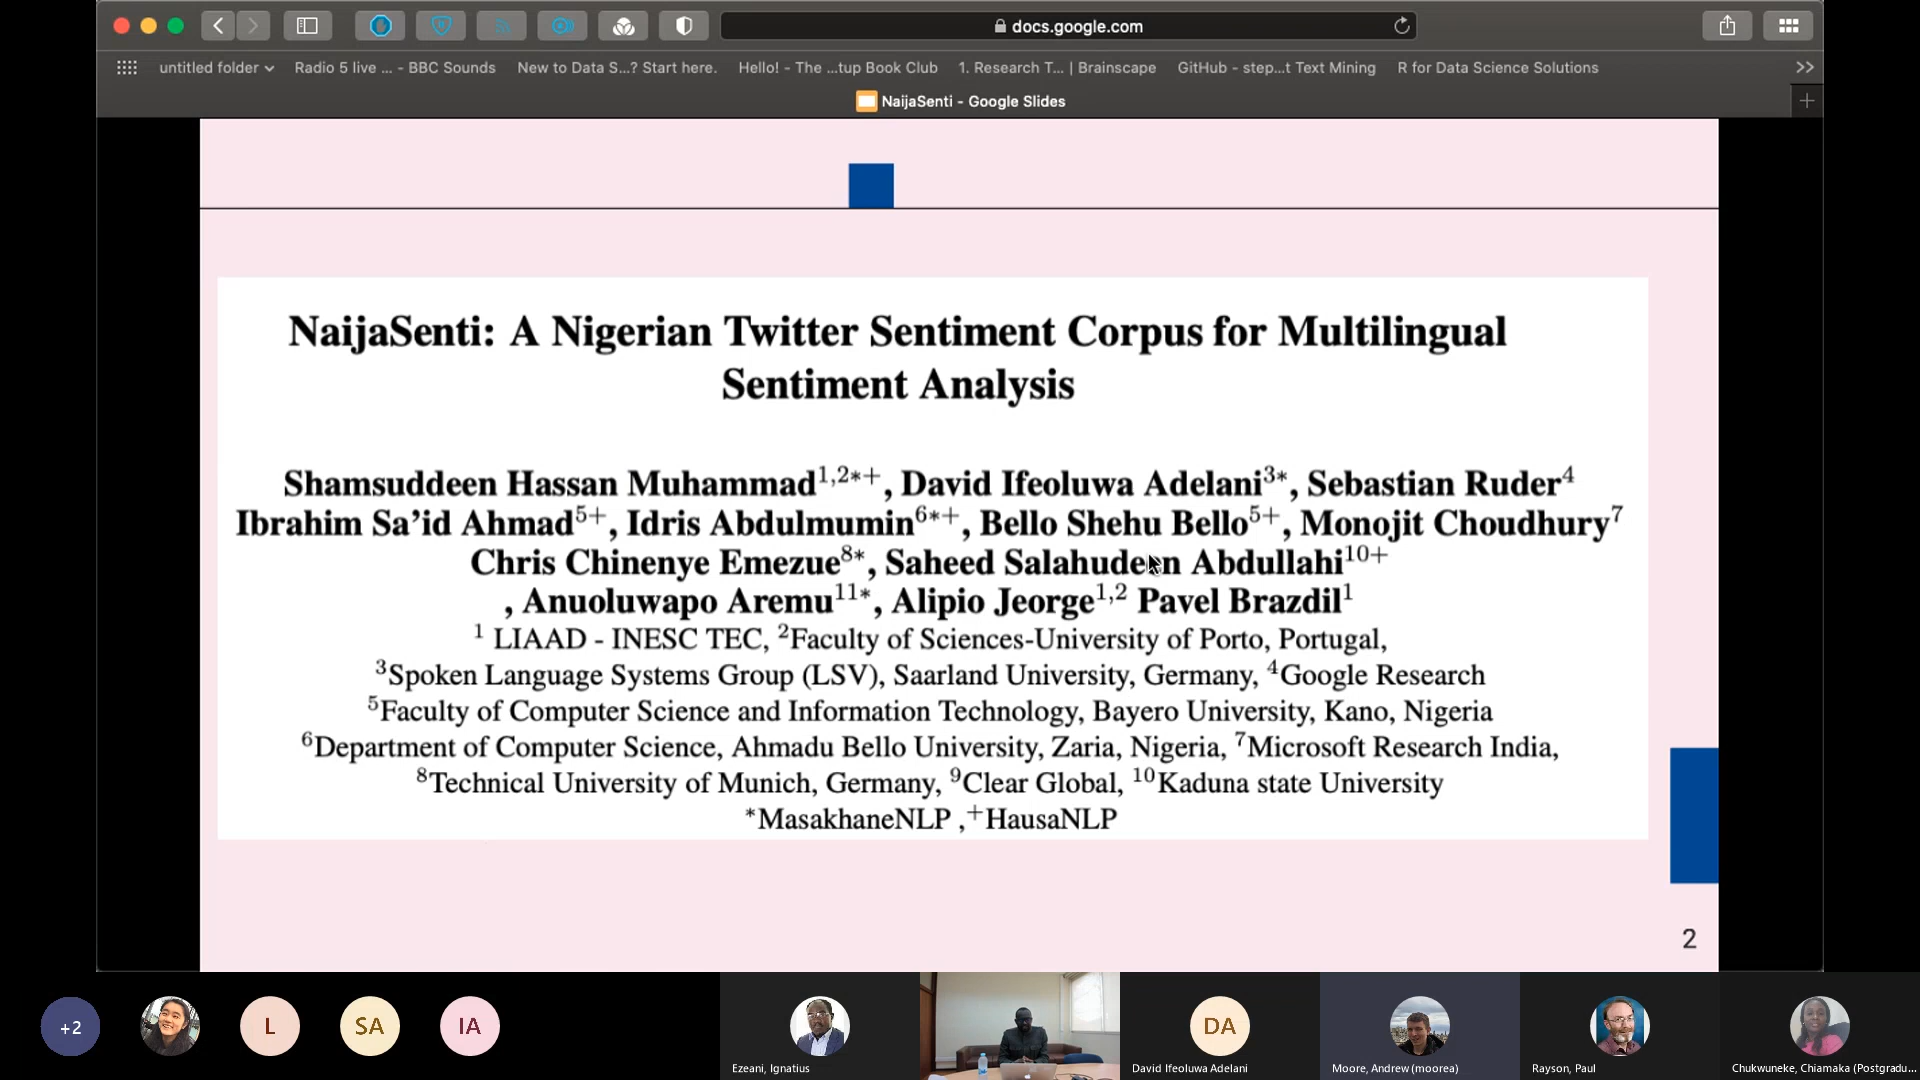 docs.google.com
untitled folder
Radio 5 live ... - BBC Sounds
New to Data S...? Start here.
Hello! - The ...tup Book Club
1. Research T... | Brainscape
GitHub - step...t Text Mining
R for Data Science Solutions
NaijaSenti - Google Slides
NaijaSenti: A Nigerian Twitter Sentiment Corpus for Multilingual
Sentiment Analysis
Shamsuddeen Hassan Muhammad1,2*+, David Ifeoluwa Adelani3*, Sebastian Ruder4
Ibrahim Sa'id Ahmad5+, Idris Abdulmumin6*+, Bello Shehu Bello5+, Monojit Choudhury7
Chris Chinenye Emezue8*, Saheed Salahudeen Abdullahi10+
, Anuoluwapo Aremu11*, Alipio Jeorge1,2 Pavel Brazdil1
1 LIAAD - INESC TEC, 2Faculty of Sciences-University of Porto, Portugal,
3Spoken Language Systems Group (LSV), Saarland University, Germany, 4Google Research
5Faculty of Computer Science and Information Technology, Bayero University, Kano, Nigeria
6Department of Computer Science, Ahmadu Bello University, Zaria, Nigeria, 7Microsoft Research India,
8Technical University of Munich, Germany, 9Clear Global, 10Kaduna state University
*MasakhaneNLP ,+HausaNLP
2
+2
L
SA
IA
DA
Ezeani, Ignatius
David Ifeoluwa Adelani
Moore, Andrew (moorea)
Rayson, Paul
Chukwuneke, Chiamaka (Postgradu...